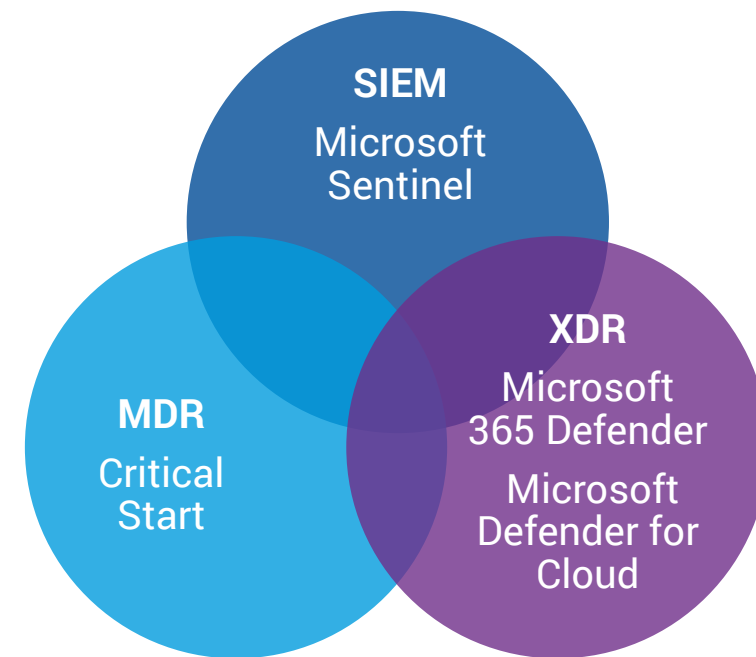 SIEM
Microsoft
Sentinel
XDR
Microsoft
365 Defender
Microsoft
Defender for
Cloud
MDR
Critical
Start